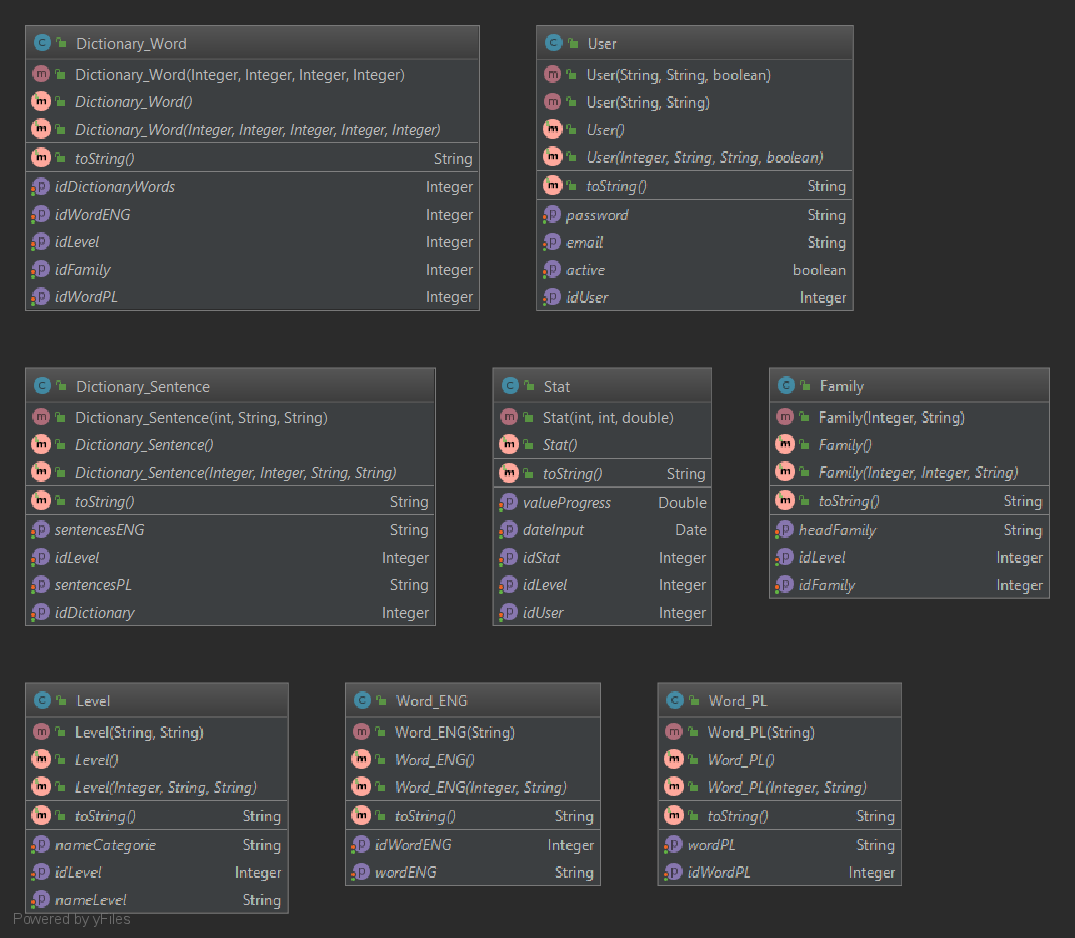 Dictionary_Word
Dictionary_Word(Integer, Integer, Integer, Integer)
Dictionary_Word()
Dictionary_Word(Integer, Integer, Integer, Integer, Integer)
toString() String
idDictionaryWords Integer
idWordENG Integer
idLevel Integer
idFamily Integer
idWordPL Integer
User
User(String, String, boolean)
User(String, String)
User()
User(Integer, String, String, boolean)
toString() String
password String
email String
active boolean
idUser Integer
Dictionary_Sentence
Dictionary_Sentence(int, String, String)
Dictionary_Sentence()
Dictionary_Sentence(Integer, Integer, String, String)
toString() String
sentencesENG String
idLevel Integer
sentencesPL String
idDictionary Integer
Stat
Stat(int, int, double)
Stat()
toString() String
valueProgress Double
dateInput Date
idStat Integer
idLevel Integer
idUser Integer
Family
Family(Integer, String)
Family()
Family(Integer, Integer, String)
toString() String
headFamily String
idLevel Integer
idFamily Integer
Level
Level(String, String)
Level()
Level(Integer, String, String)
toString() String
nameCategorie String
idLevel Integer
nameLevel String
Word_ENG
Word_ENG(String)
Word_ENG()
Word_ENG(Integer, String)
toString() String
idWordENG Integer
wordENG String
Word_PL
Word_PL(String)
Word_PL()
Word_PL(Integer, String)
toString() String
wordPL String
idWordPL Integer
Powered by yFiles